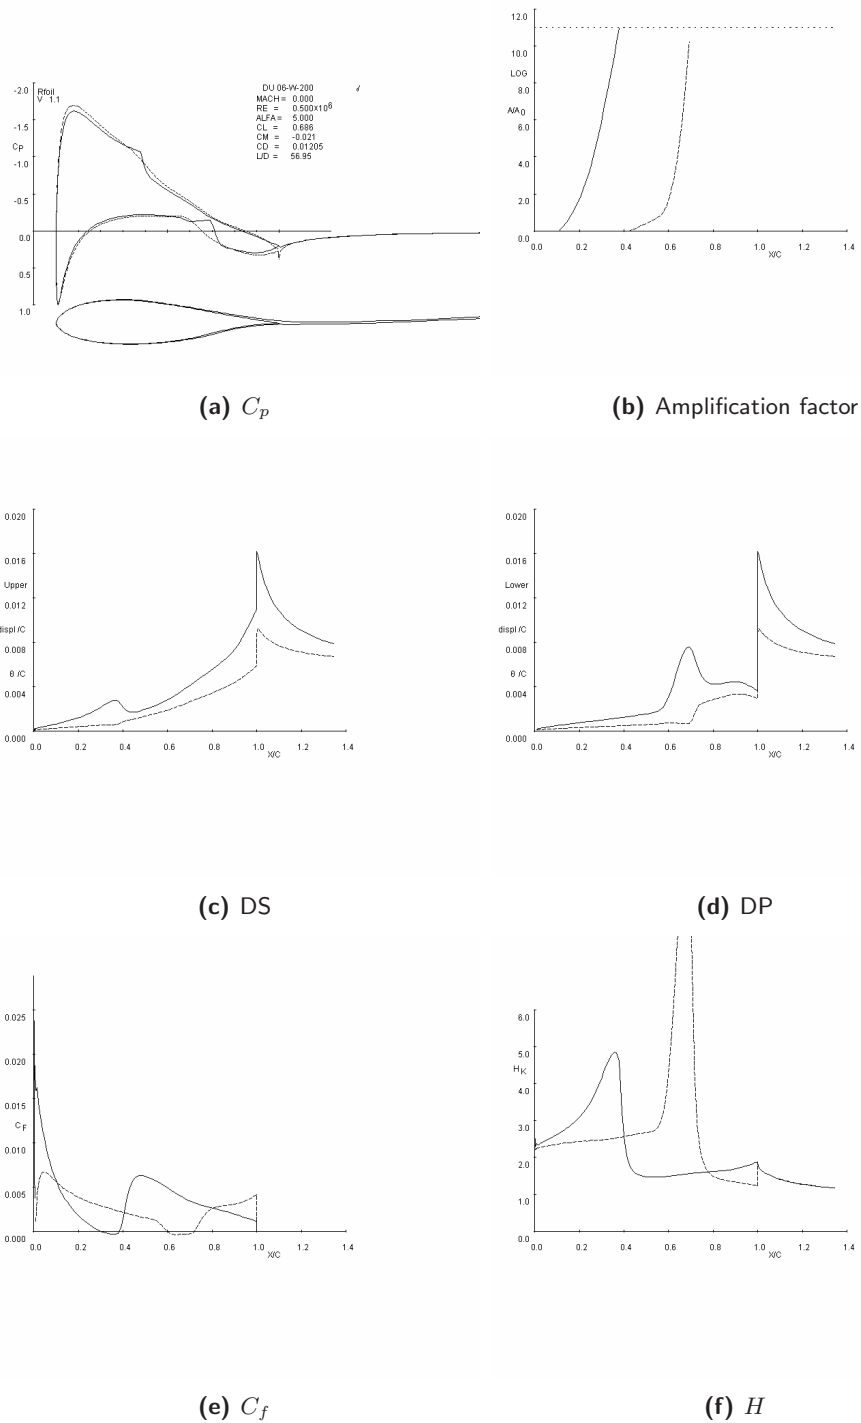 Rfoil
V 1.1
DU 06-W-200
MACH = 0.000
RE = 0.500×10⁶
ALFA = 5.000
CL = 0.686
CM = -0.021
CD = 0.01205
L/D = 56.95
-2.0
-1.5
CP
-1.0
-0.5
0.0
0.5
1.0
(a) Cp
12.0
10.0
LOG
8.0
A/A0
6.0
4.0
2.0
0.0
0.0 0.2 0.4 0.6 0.8 1.0 1.2 1.4
X/C
(b) Amplification factor
0.020
0.016
Upper
0.012
displ/C
0.008
θ/C
0.004
0.000
0.0 0.2 0.4 0.6 0.8 1.0 1.2 1.4
X/C
(c) DS
0.020
0.016
Lower
0.012
displ/C
0.008
θ/C
0.004
0.000
0.0 0.2 0.4 0.6 0.8 1.0 1.2 1.4
X/C
(d) DP
0.025
0.020
0.015
CF
0.010
0.005
0.000
0.0 0.2 0.4 0.6 0.8 1.0 1.2 1.4
X/C
(e) Cf
6.0
5.0
HK
4.0
3.0
2.0
1.0
0.0
0.0 0.2 0.4 0.6 0.8 1.0 1.2 1.4
X/C
(f) H